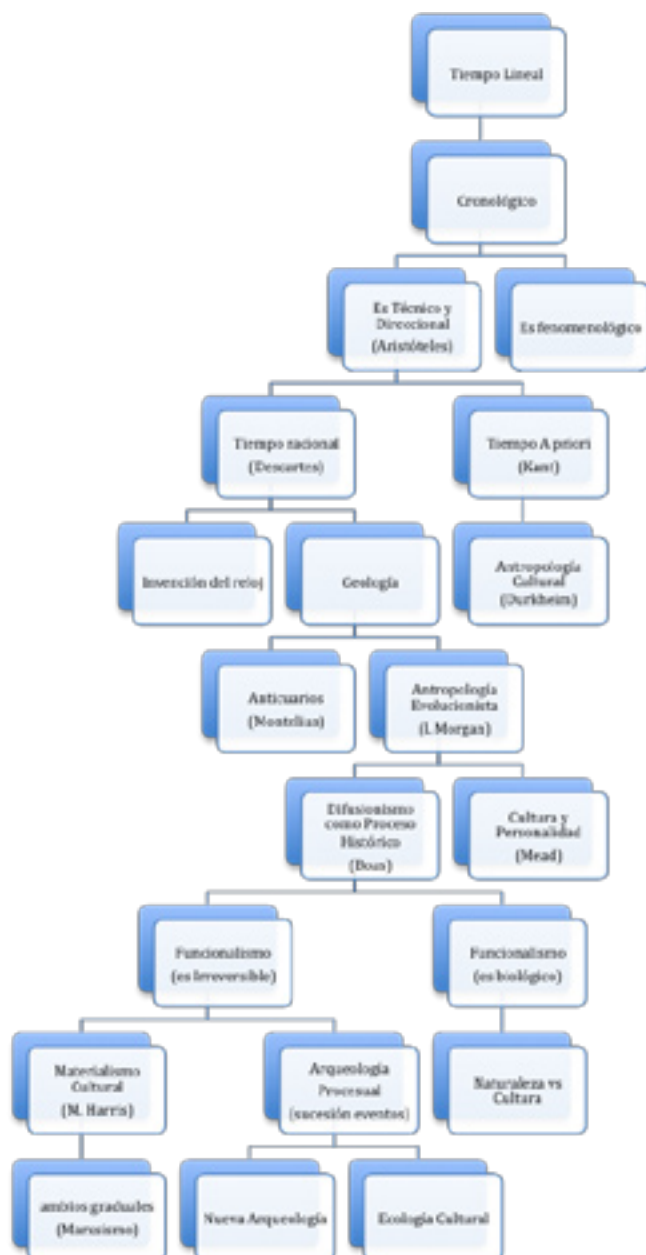 Tiempo Lineal
Cronológico
Es Técnico y
Direccional
(Aristóteles)
Es fenomenológico
Tiempo racional
(Descartes)
Tiempo A priori
(Kant)
Invención del reloj
Geología
Antropología
Cultural
(Durkheim)
Anticuarios
(Montelius)
Antropología
Evolucionista
(L Morgan)
Difusionismo
como Proceso
Histórico
(Boas)
Cultura y
Personalidad
(Mead)
Funcionalismo
(es Irreversible)
Funcionalismo
(es biológico)
Materialismo
Cultural
(M. Harris)
Arqueología
Procesual
(sucesión eventos)
Naturaleza vs
Cultura
ambios graduales
(Marxismo)
Nueva Arqueología
Ecología Cultural